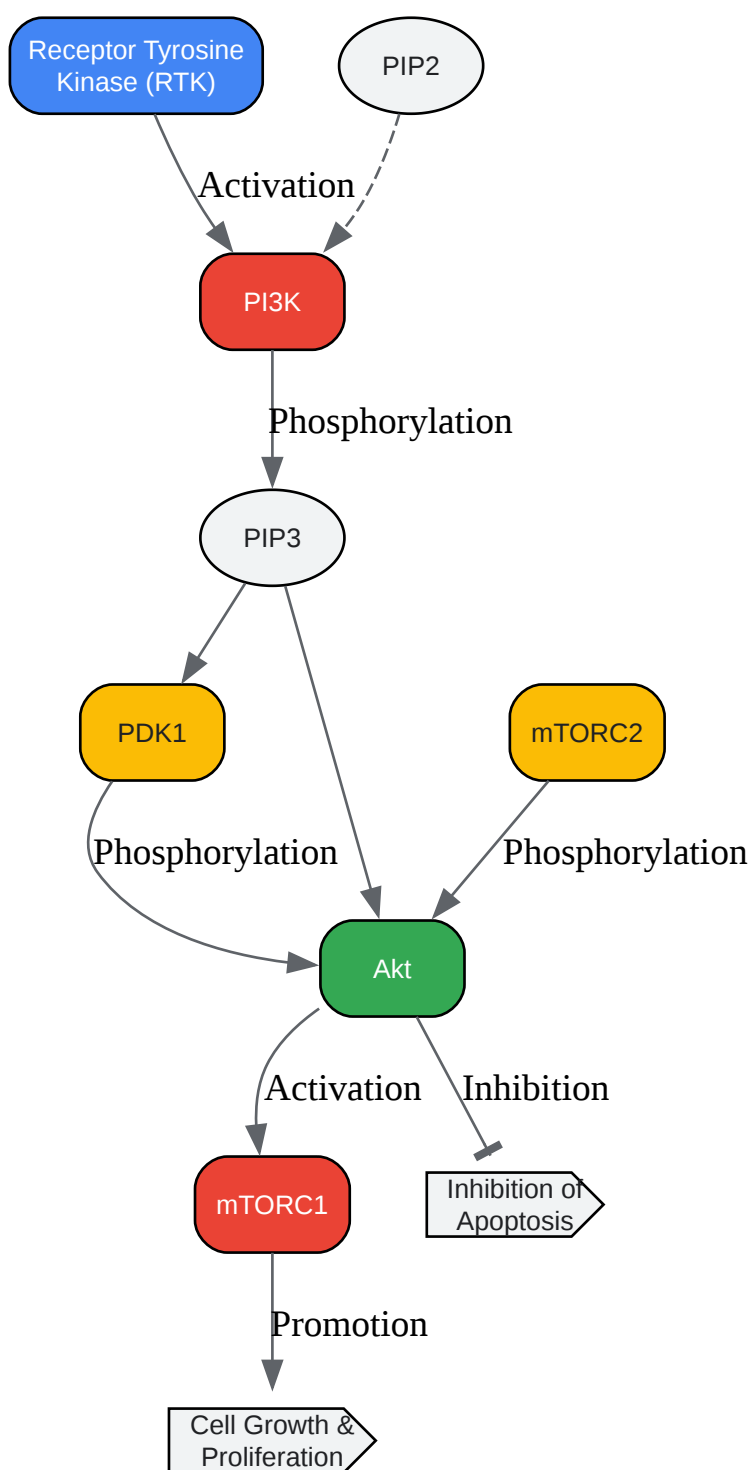 Receptor Tyrosine
Kinase (RTK)
PIP2
Activation
PI3K
Phosphorylation
PIP3
PDK1
mTORC2
Phosphorylation
Phosphorylation
Akt
Activation
Inhibition
mTORC1
Inhibition of
Apoptosis
Promotion
Cell Growth &
Proliferation